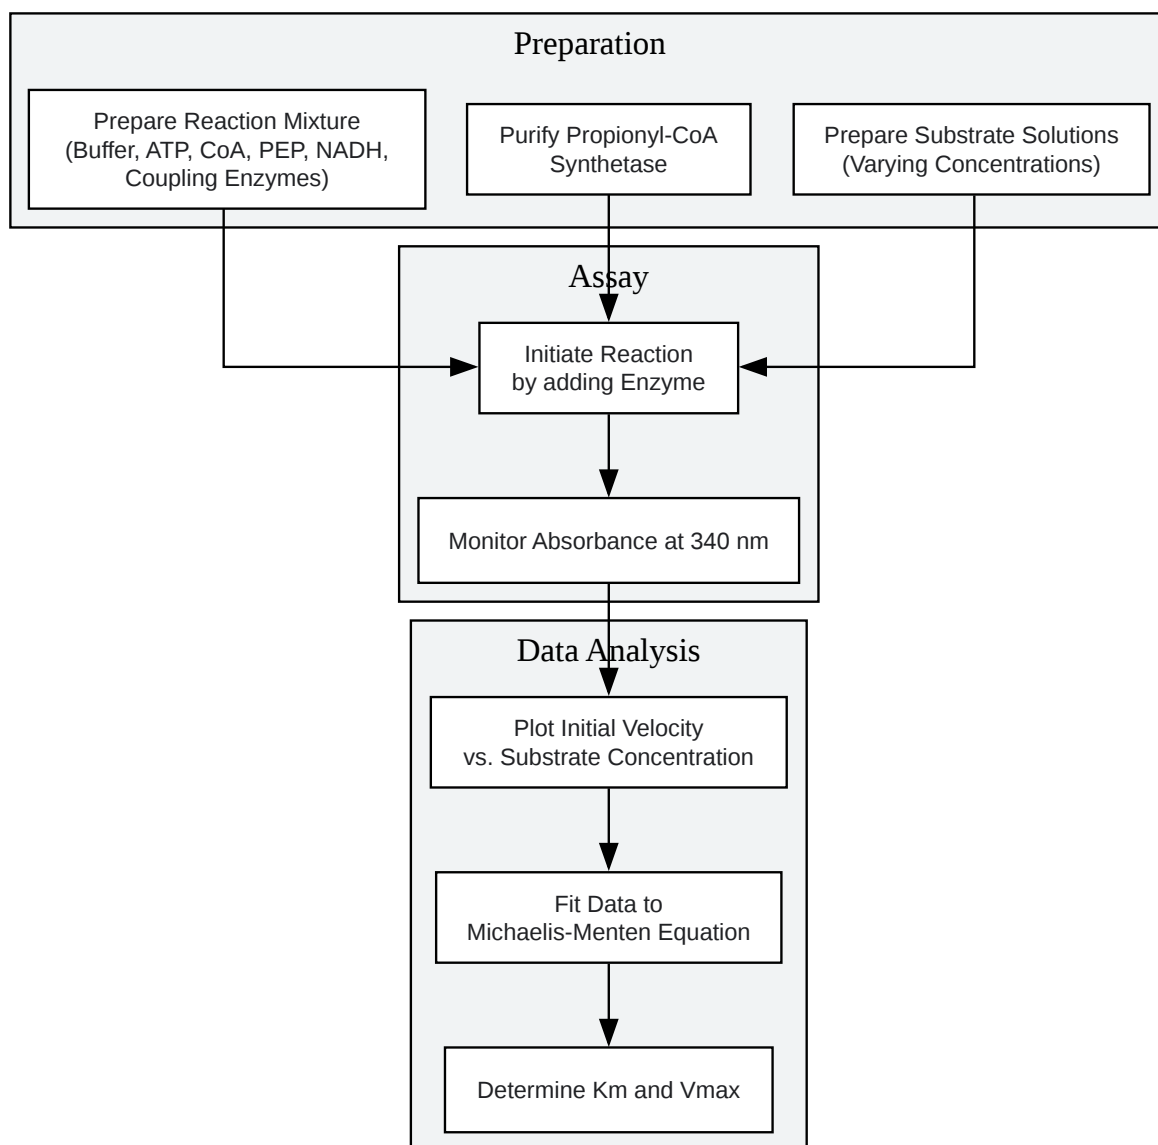 Preparation
Prepare Reaction Mixture
(Buffer, ATP, CoA, PEP, NADH,
Coupling Enzymes)
Purify Propionyl-CoA
Synthetase
Prepare Substrate Solutions
(Varying Concentrations)
Assay
Initiate Reaction
by adding Enzyme
Monitor Absorbance at 340 nm
Data Analysis
Plot Initial Velocity
vs. Substrate Concentration
Fit Data to
Michaelis-Menten Equation
Determine Km and Vmax